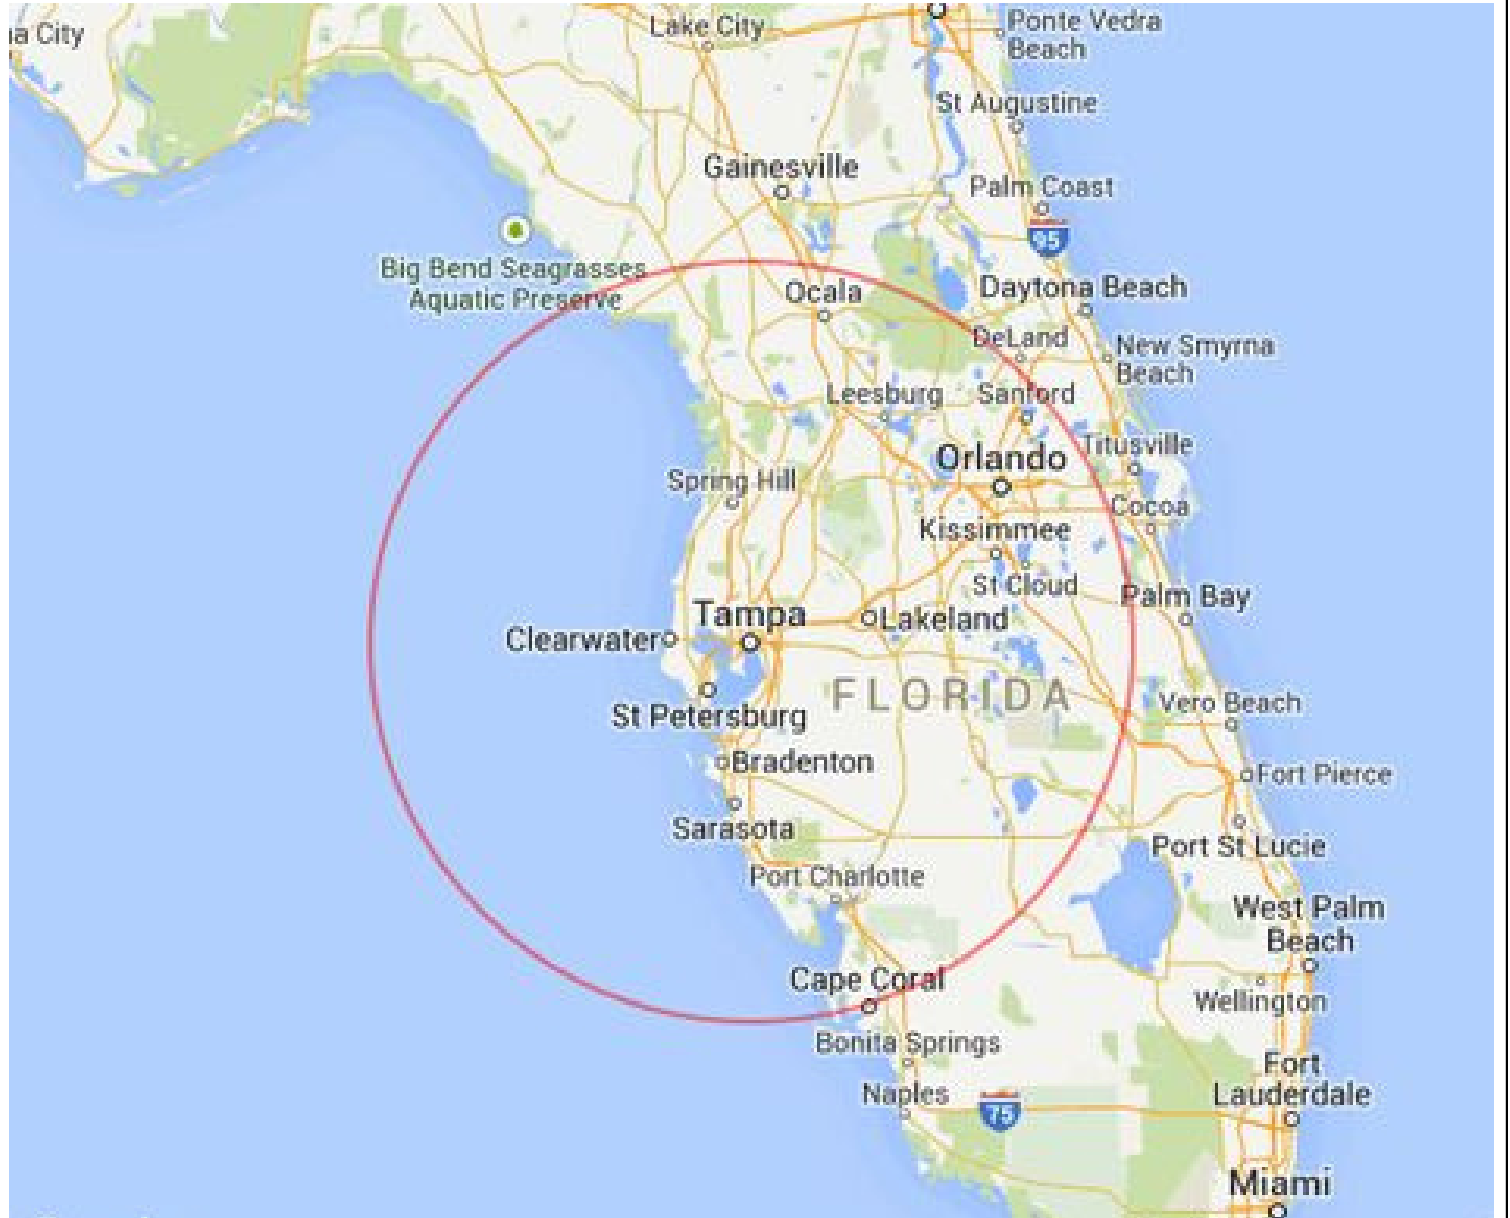 Lake City
Ponte Vedra
Beach
a City
St Augustine
Gainesville
Palm Coast
95
Big Bend Seagrasses
Aquatic Preserve
Ocala
Daytona Beach
DeLand
New Smyrna
Beach
Leesburg
Sanford
Titusville
Orlando
Spring Hill
Cocoa
Kissimmee
St Cloud
Palm Bay
Tampa
Lakeland
Clearwater
FLORIDA
St Petersburg
Vero Beach
Bradenton
Fort Pierce
Sarasota
Port St Lucie
Port Charlotte
West Palm
Beach
Cape Coral
Wellington
Bonita Springs
Fort
Lauderdale
Naples
75
Miami